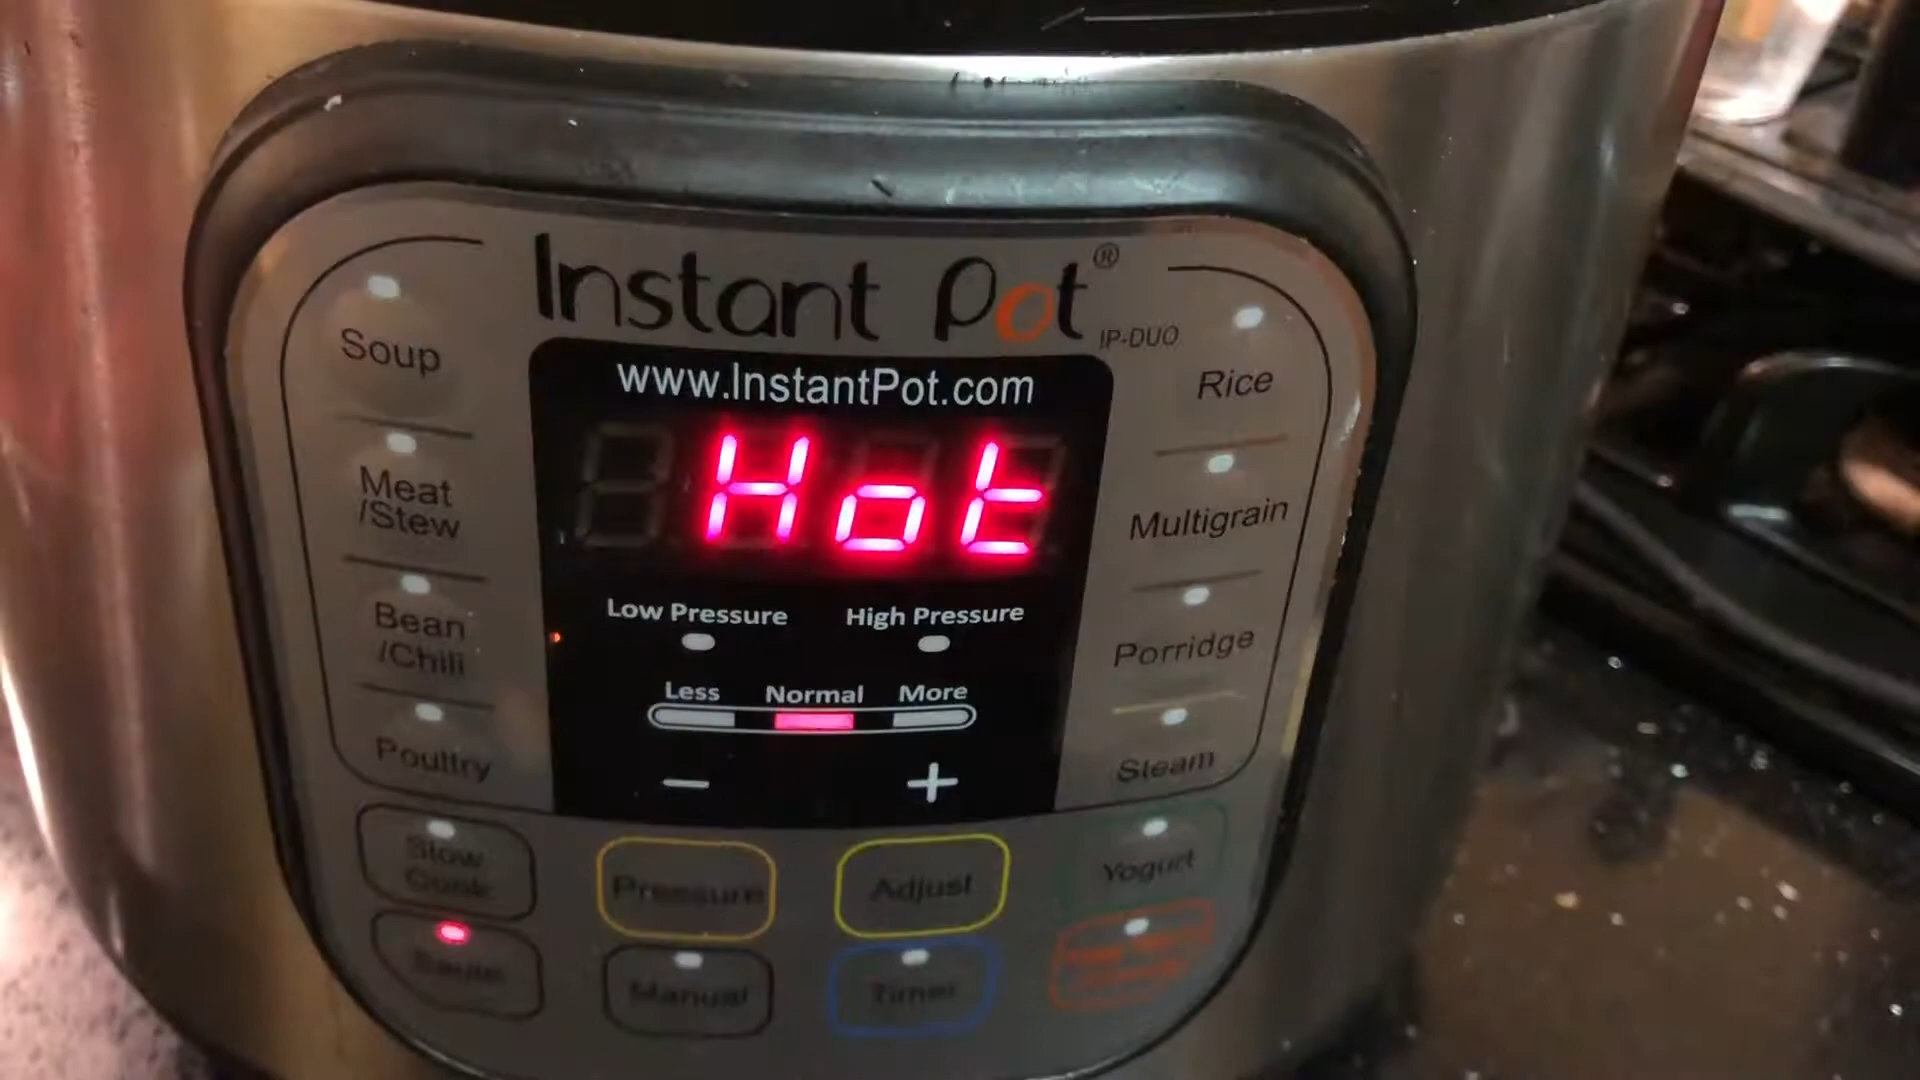 Instant Pot®
IP-DUO
www.InstantPot.com
Hot
Soup
Meat
/Stew
Bean
/Chili
Poultry
Rice
Multigrain
Porridge
Steam
Low Pressure
High Pressure
Less
Normal
More
−
+
Slow
Cook
Pressure
Adjust
Yogurt
Saute
Manual
Timer